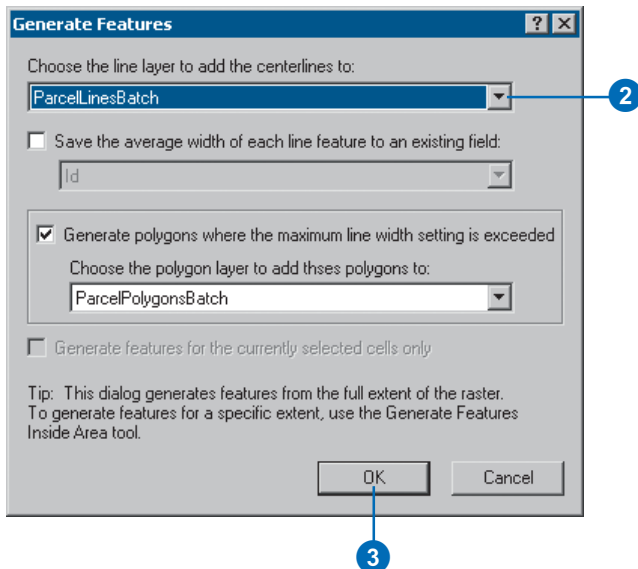 Generate Features
Choose the line layer to add the centerlines to:
ParcelLinesBatch
2
Save the average width of each line feature to an existing field:
Id
Generate polygons where the maximum line width setting is exceeded
Choose the polygon layer to add thses polygons to:
ParcelPolygonsBatch
Generate features for the currently selected cells only
Tip: This dialog generates features from the full extent of the raster.
To generate features for a specific extent, use the Generate Features
Inside Area tool.
OK
Cancel
3